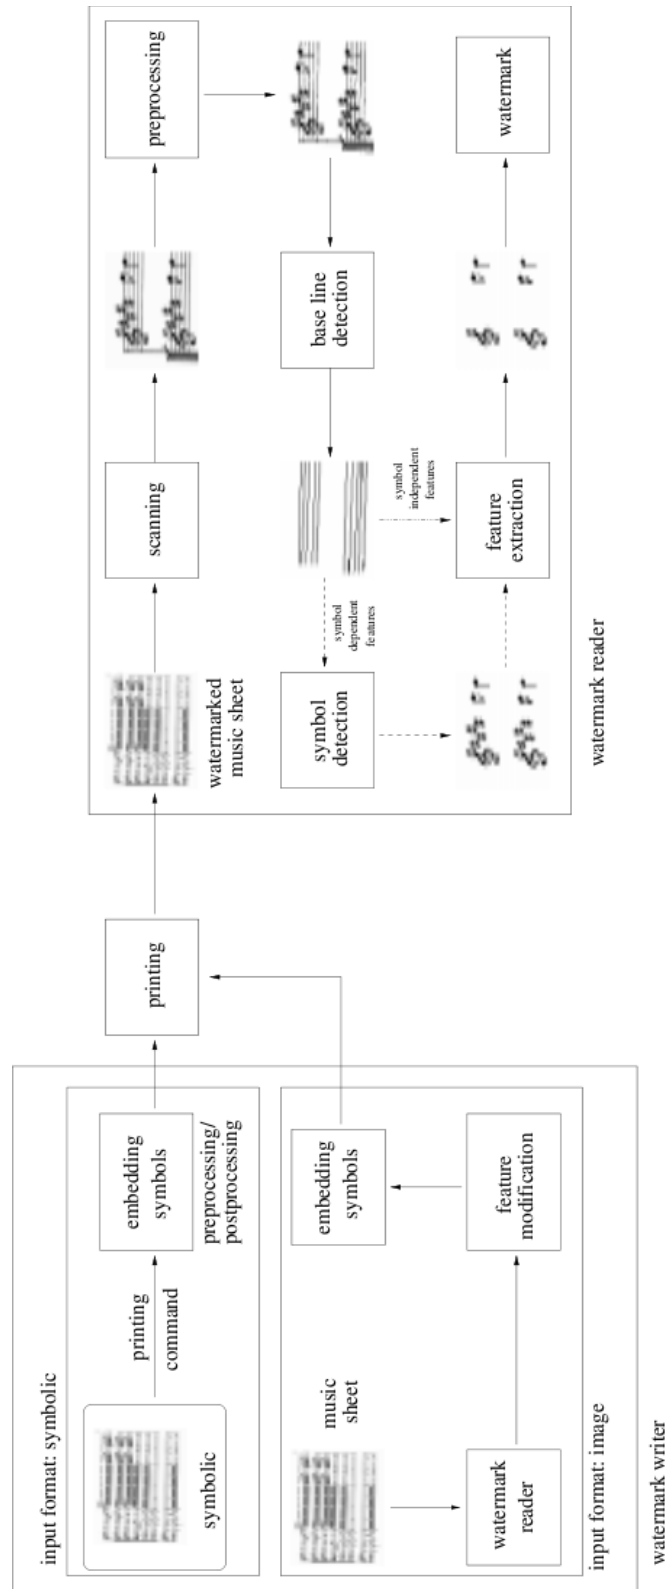 input format: symbolic
symbolic
printing
command
embedding
symbols
preprocessing/
postprocessing
music
sheet
watermark
reader
feature
modification
embedding
symbols
input format: image
watermark writer
printing
watermarked
music sheet
scanning
preprocessing
base line
detection
symbol
dependent
features
symbol
independent
features
symbol
detection
feature
extraction
watermark
watermark reader